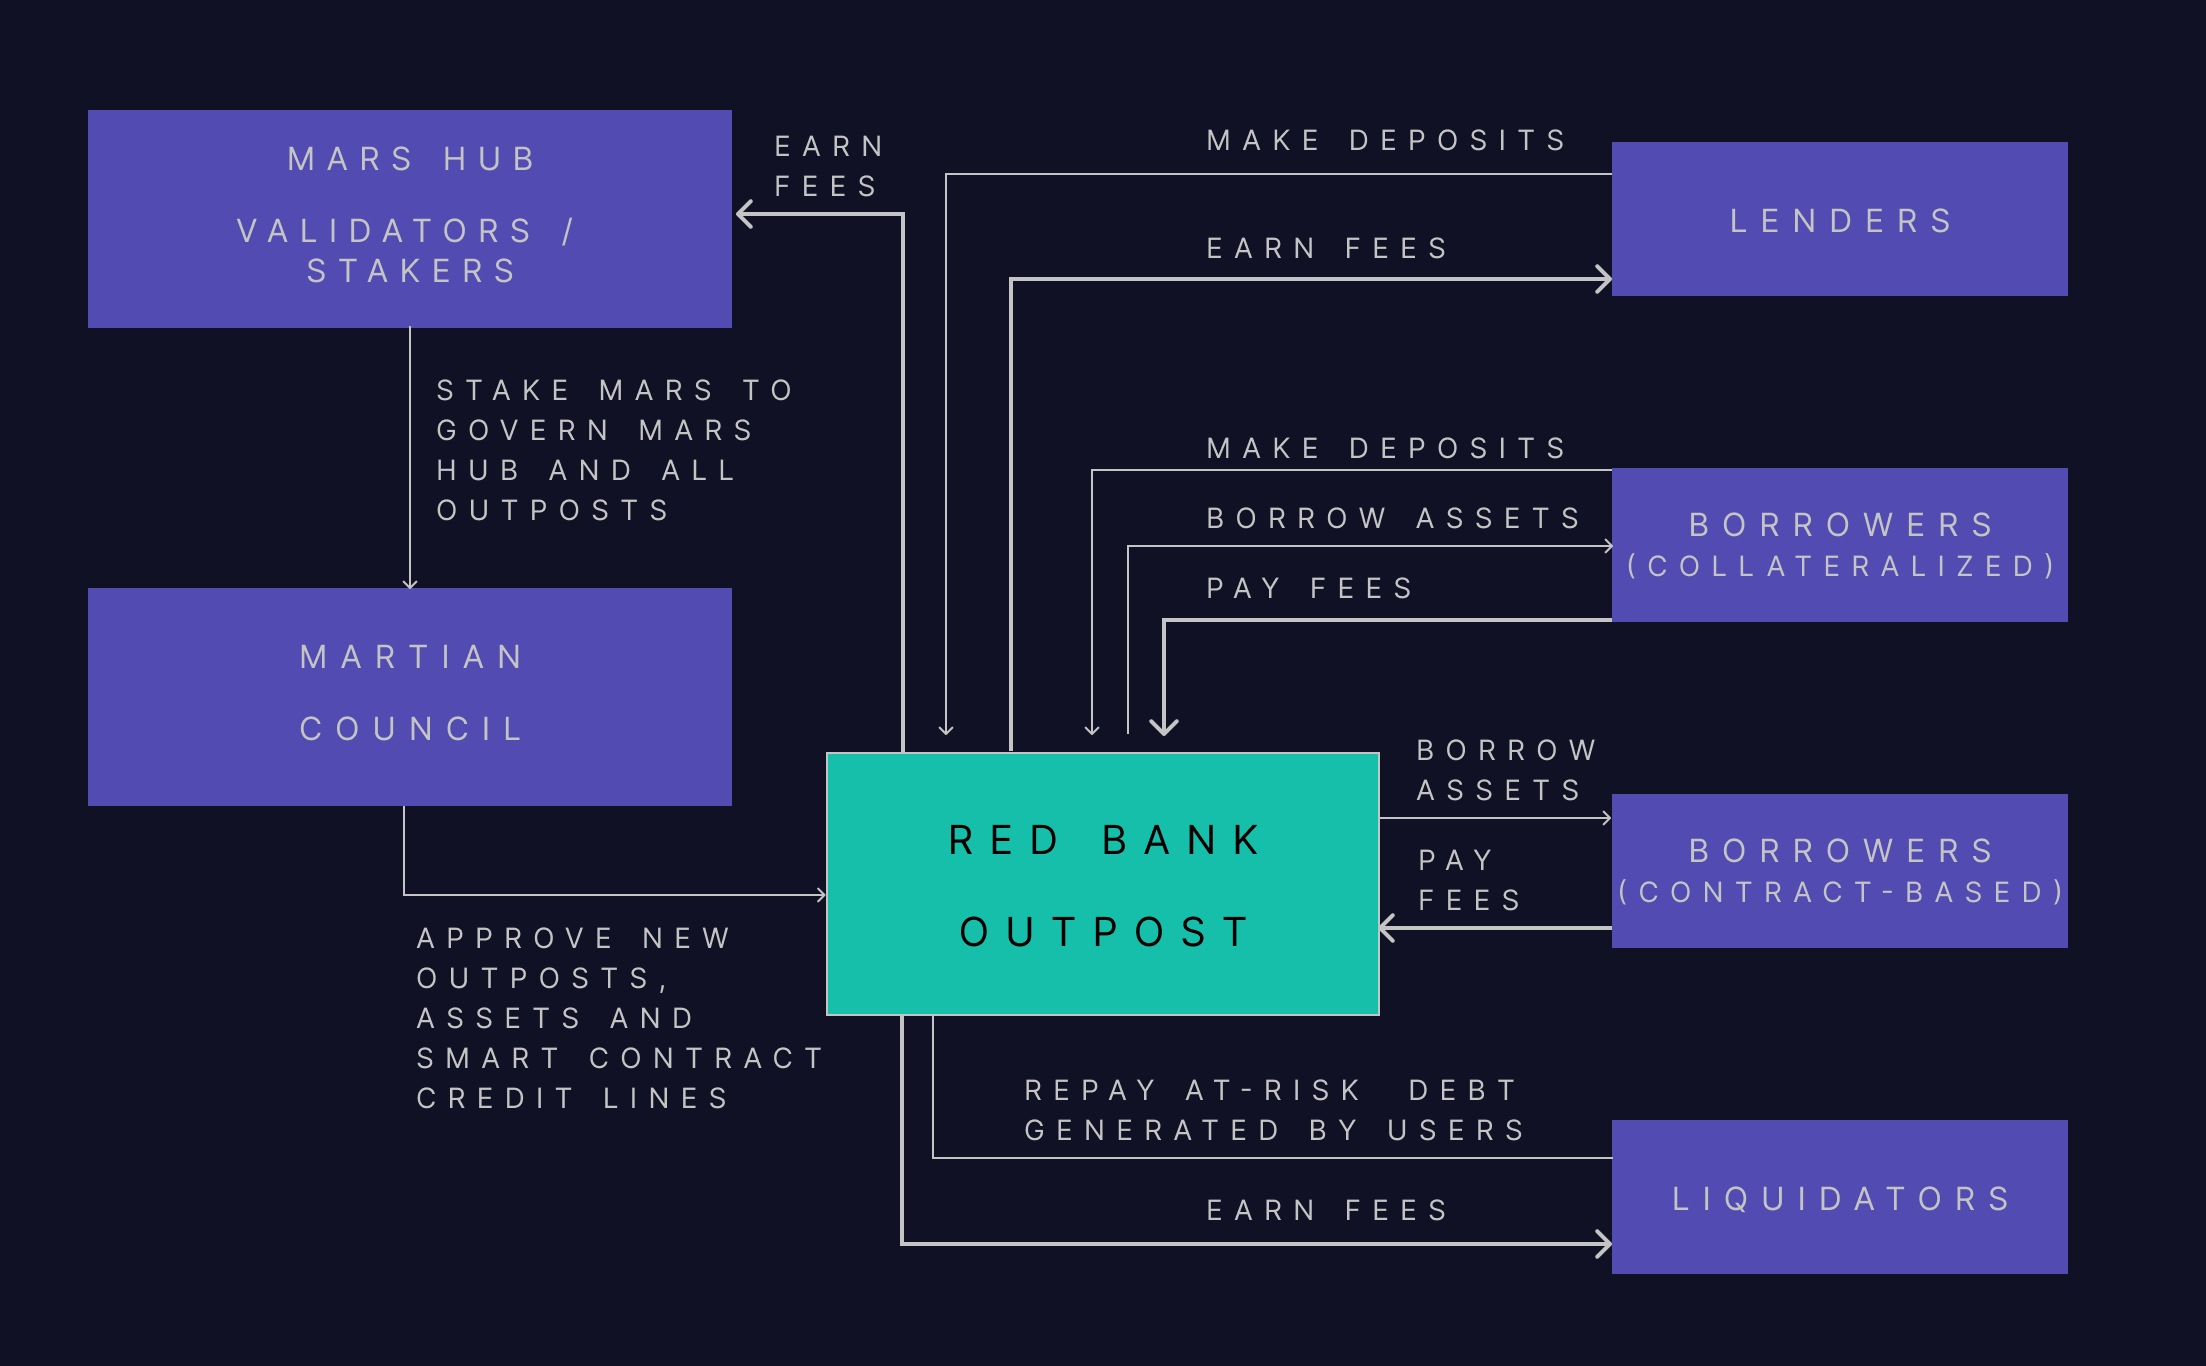 MARS HUB
VALIDATORS /
STAKERS
EARN
FEES
STAKE MARS TO
GOVERN MARS
HUB AND ALL
OUTPOSTS
MARTIAN
COUNCIL
APPROVE NEW
OUTPOSTS,
ASSETS AND
SMART CONTRACT
CREDIT LINES
RED BANK
OUTPOST
MAKE DEPOSITS
EARN FEES
LENDERS
MAKE DEPOSITS
BORROW ASSETS
PAY FEES
BORROWERS
(COLLATERALIZED)
BORROW
ASSETS
PAY
FEES
BORROWERS
(CONTRACT-BASED)
REPAY AT-RISK DEBT
GENERATED BY USERS
EARN FEES
LIQUIDATORS